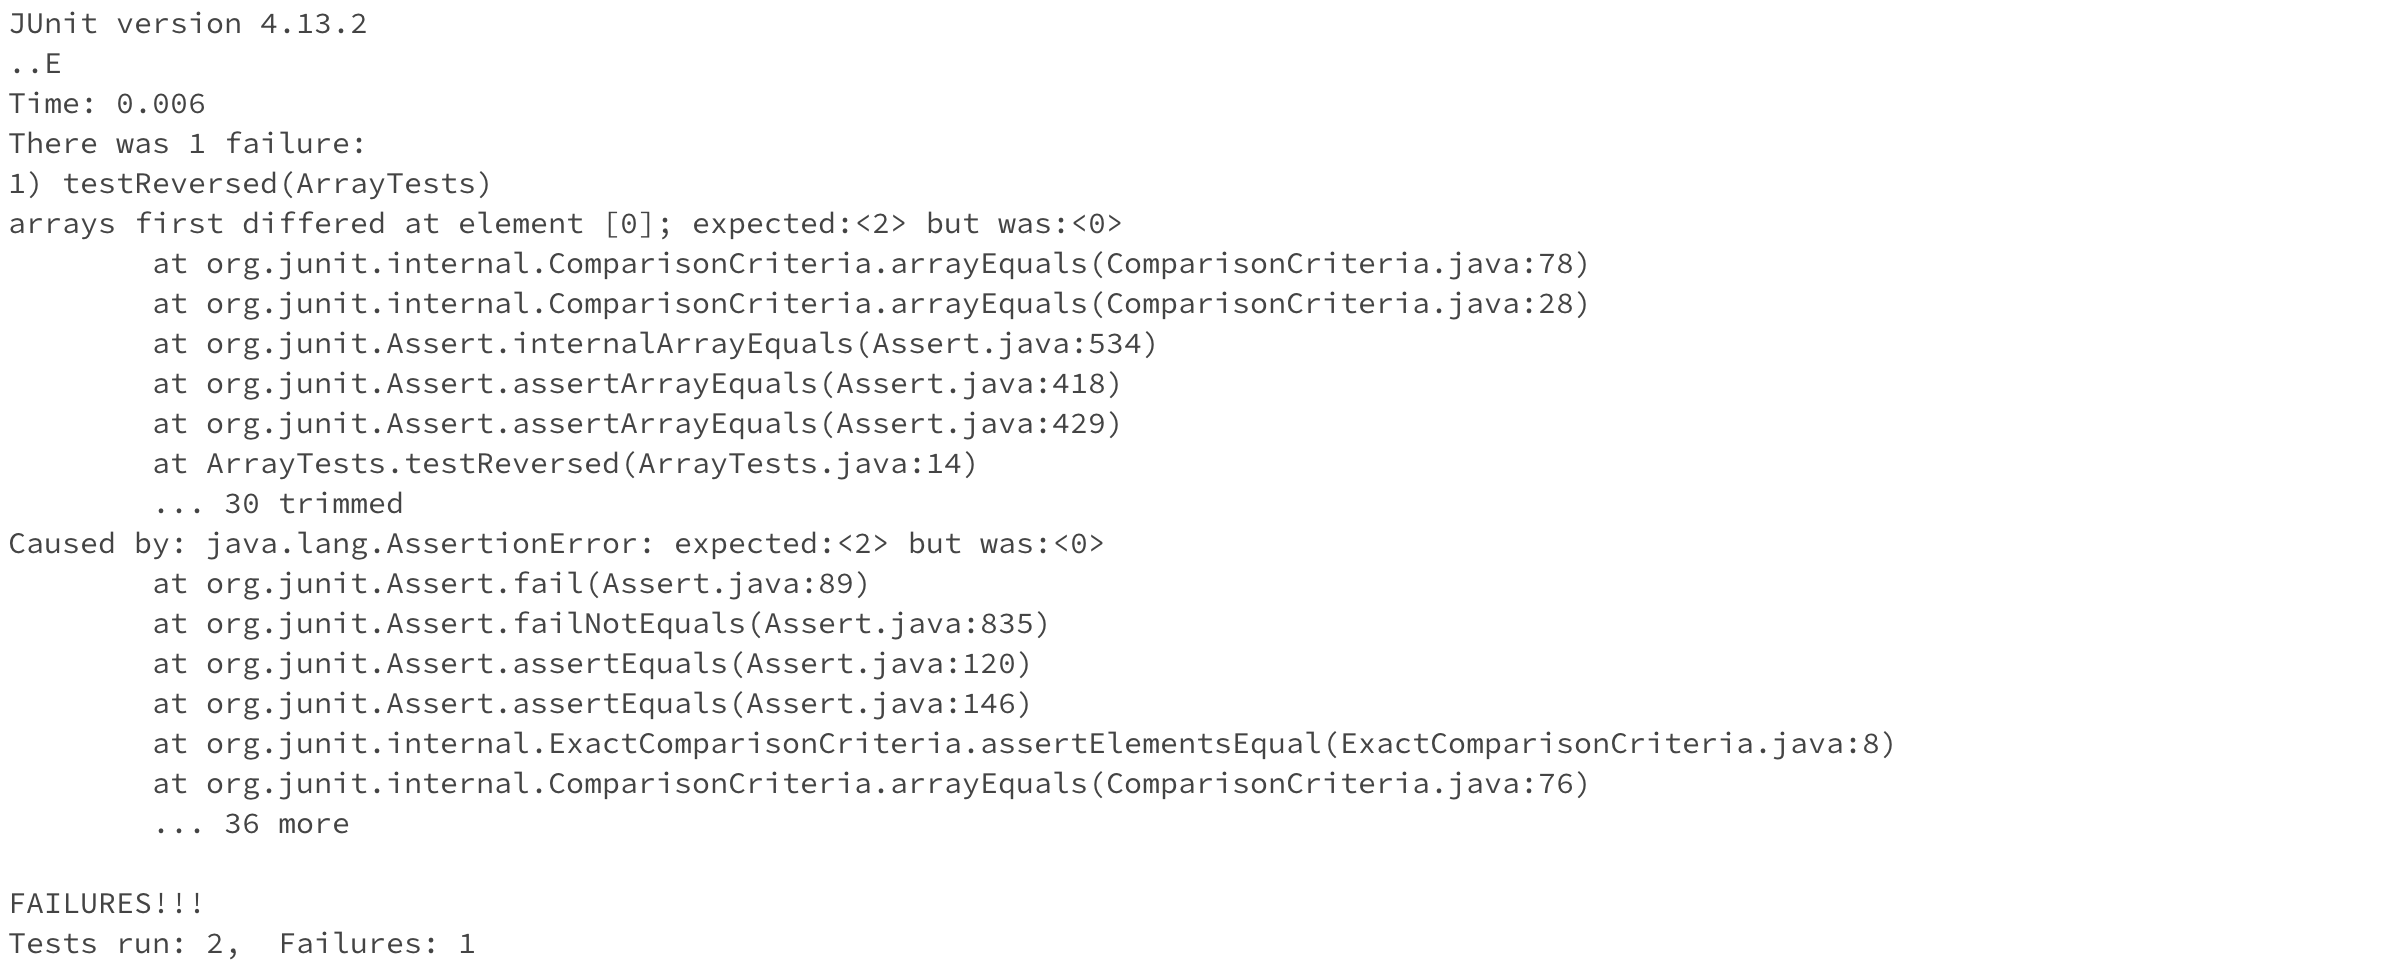 JUnit version 4.13.2
..E
Time: 0.006
There was 1 failure:
1) testReversed(ArrayTests)
arrays first differed at element [0]; expected:<2> but was:<0>
        at org.junit.internal.ComparisonCriteria.arrayEquals(ComparisonCriteria.java:78)
        at org.junit.internal.ComparisonCriteria.arrayEquals(ComparisonCriteria.java:28)
        at org.junit.Assert.internalArrayEquals(Assert.java:534)
        at org.junit.Assert.assertArrayEquals(Assert.java:418)
        at org.junit.Assert.assertArrayEquals(Assert.java:429)
        at ArrayTests.testReversed(ArrayTests.java:14)
        ... 30 trimmed
Caused by: java.lang.AssertionError: expected:<2> but was:<0>
        at org.junit.Assert.fail(Assert.java:89)
        at org.junit.Assert.failNotEquals(Assert.java:835)
        at org.junit.Assert.assertEquals(Assert.java:120)
        at org.junit.Assert.assertEquals(Assert.java:146)
        at org.junit.internal.ExactComparisonCriteria.assertElementsEqual(ExactComparisonCriteria.java:8)
        at org.junit.internal.ComparisonCriteria.arrayEquals(ComparisonCriteria.java:76)
        ... 36 more

FAILURES!!!
Tests run: 2,  Failures: 1